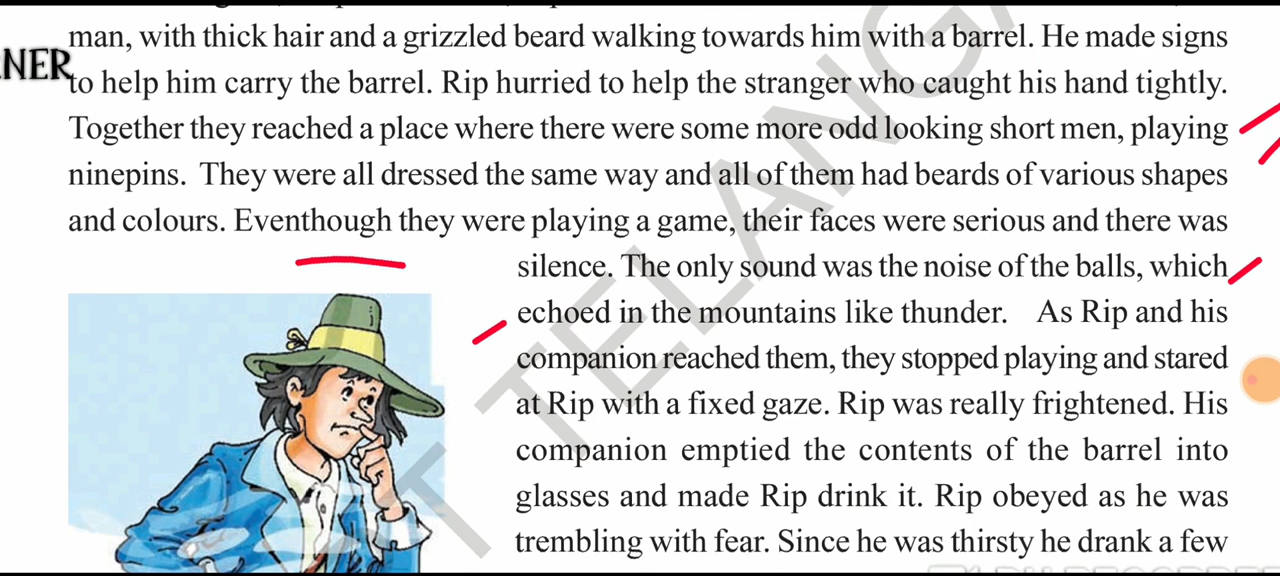 man, with thick hair and a grizzled beard walking towards him with a barrel. He made signs
NER
to help him carry the barrel. Rip hurried to help the stranger who caught his hand tightly.
Together they reached a place where there were some more odd looking short men, playing
ninepins. They were all dressed the same way and all of them had beards of various shapes
and colours. Eventhough they were playing a game, their faces were serious and there was
silence. The only sound was the noise of the balls, which
echoed in the mountains like thunder. As Rip and his
companion reached them, they stopped playing and stared
at Rip with a fixed gaze. Rip was really frightened. His
companion emptied the contents of the barrel into
glasses and made Rip drink it. Rip obeyed as he was
trembling with fear. Since he was thirsty he drank a few
T TELANGA